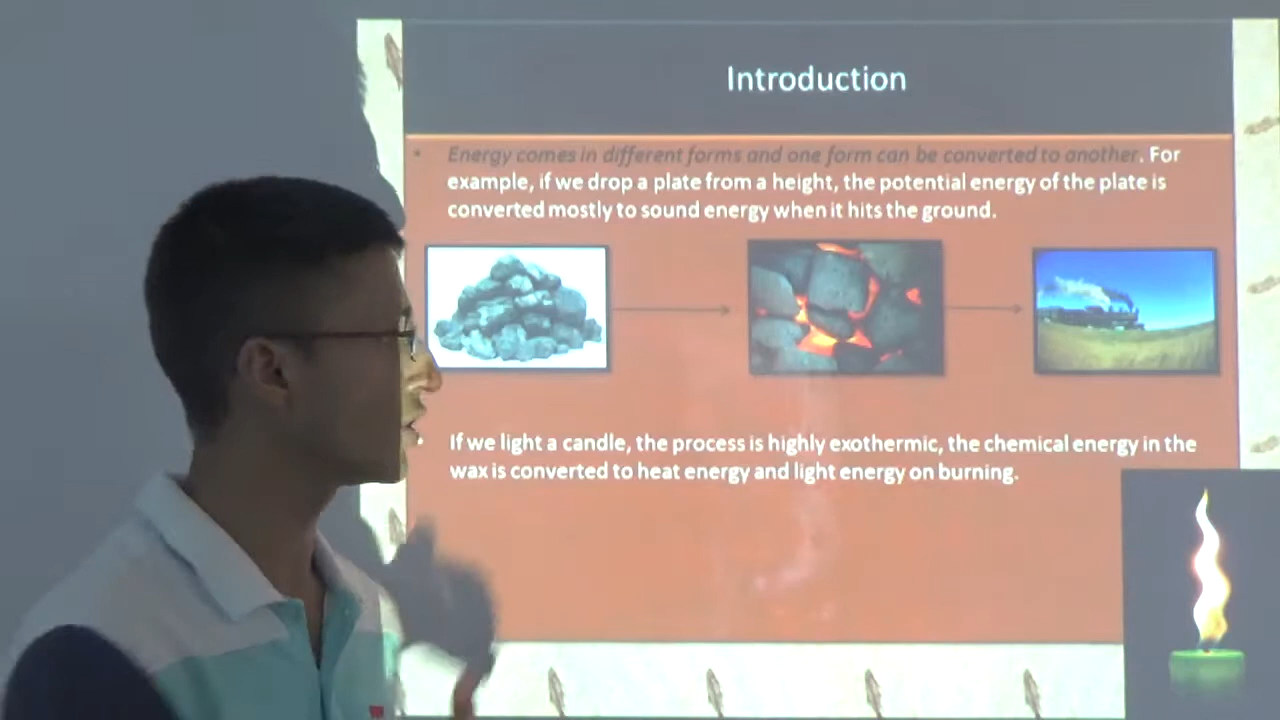 Introduction
• Energy comes in different forms and one form can be converted to another. For
example, if we drop a plate from a height, the potential energy of the plate is
converted mostly to sound energy when it hits the ground.
• If we light a candle, the process is highly exothermic, the chemical energy in the
wax is converted to heat energy and light energy on burning.